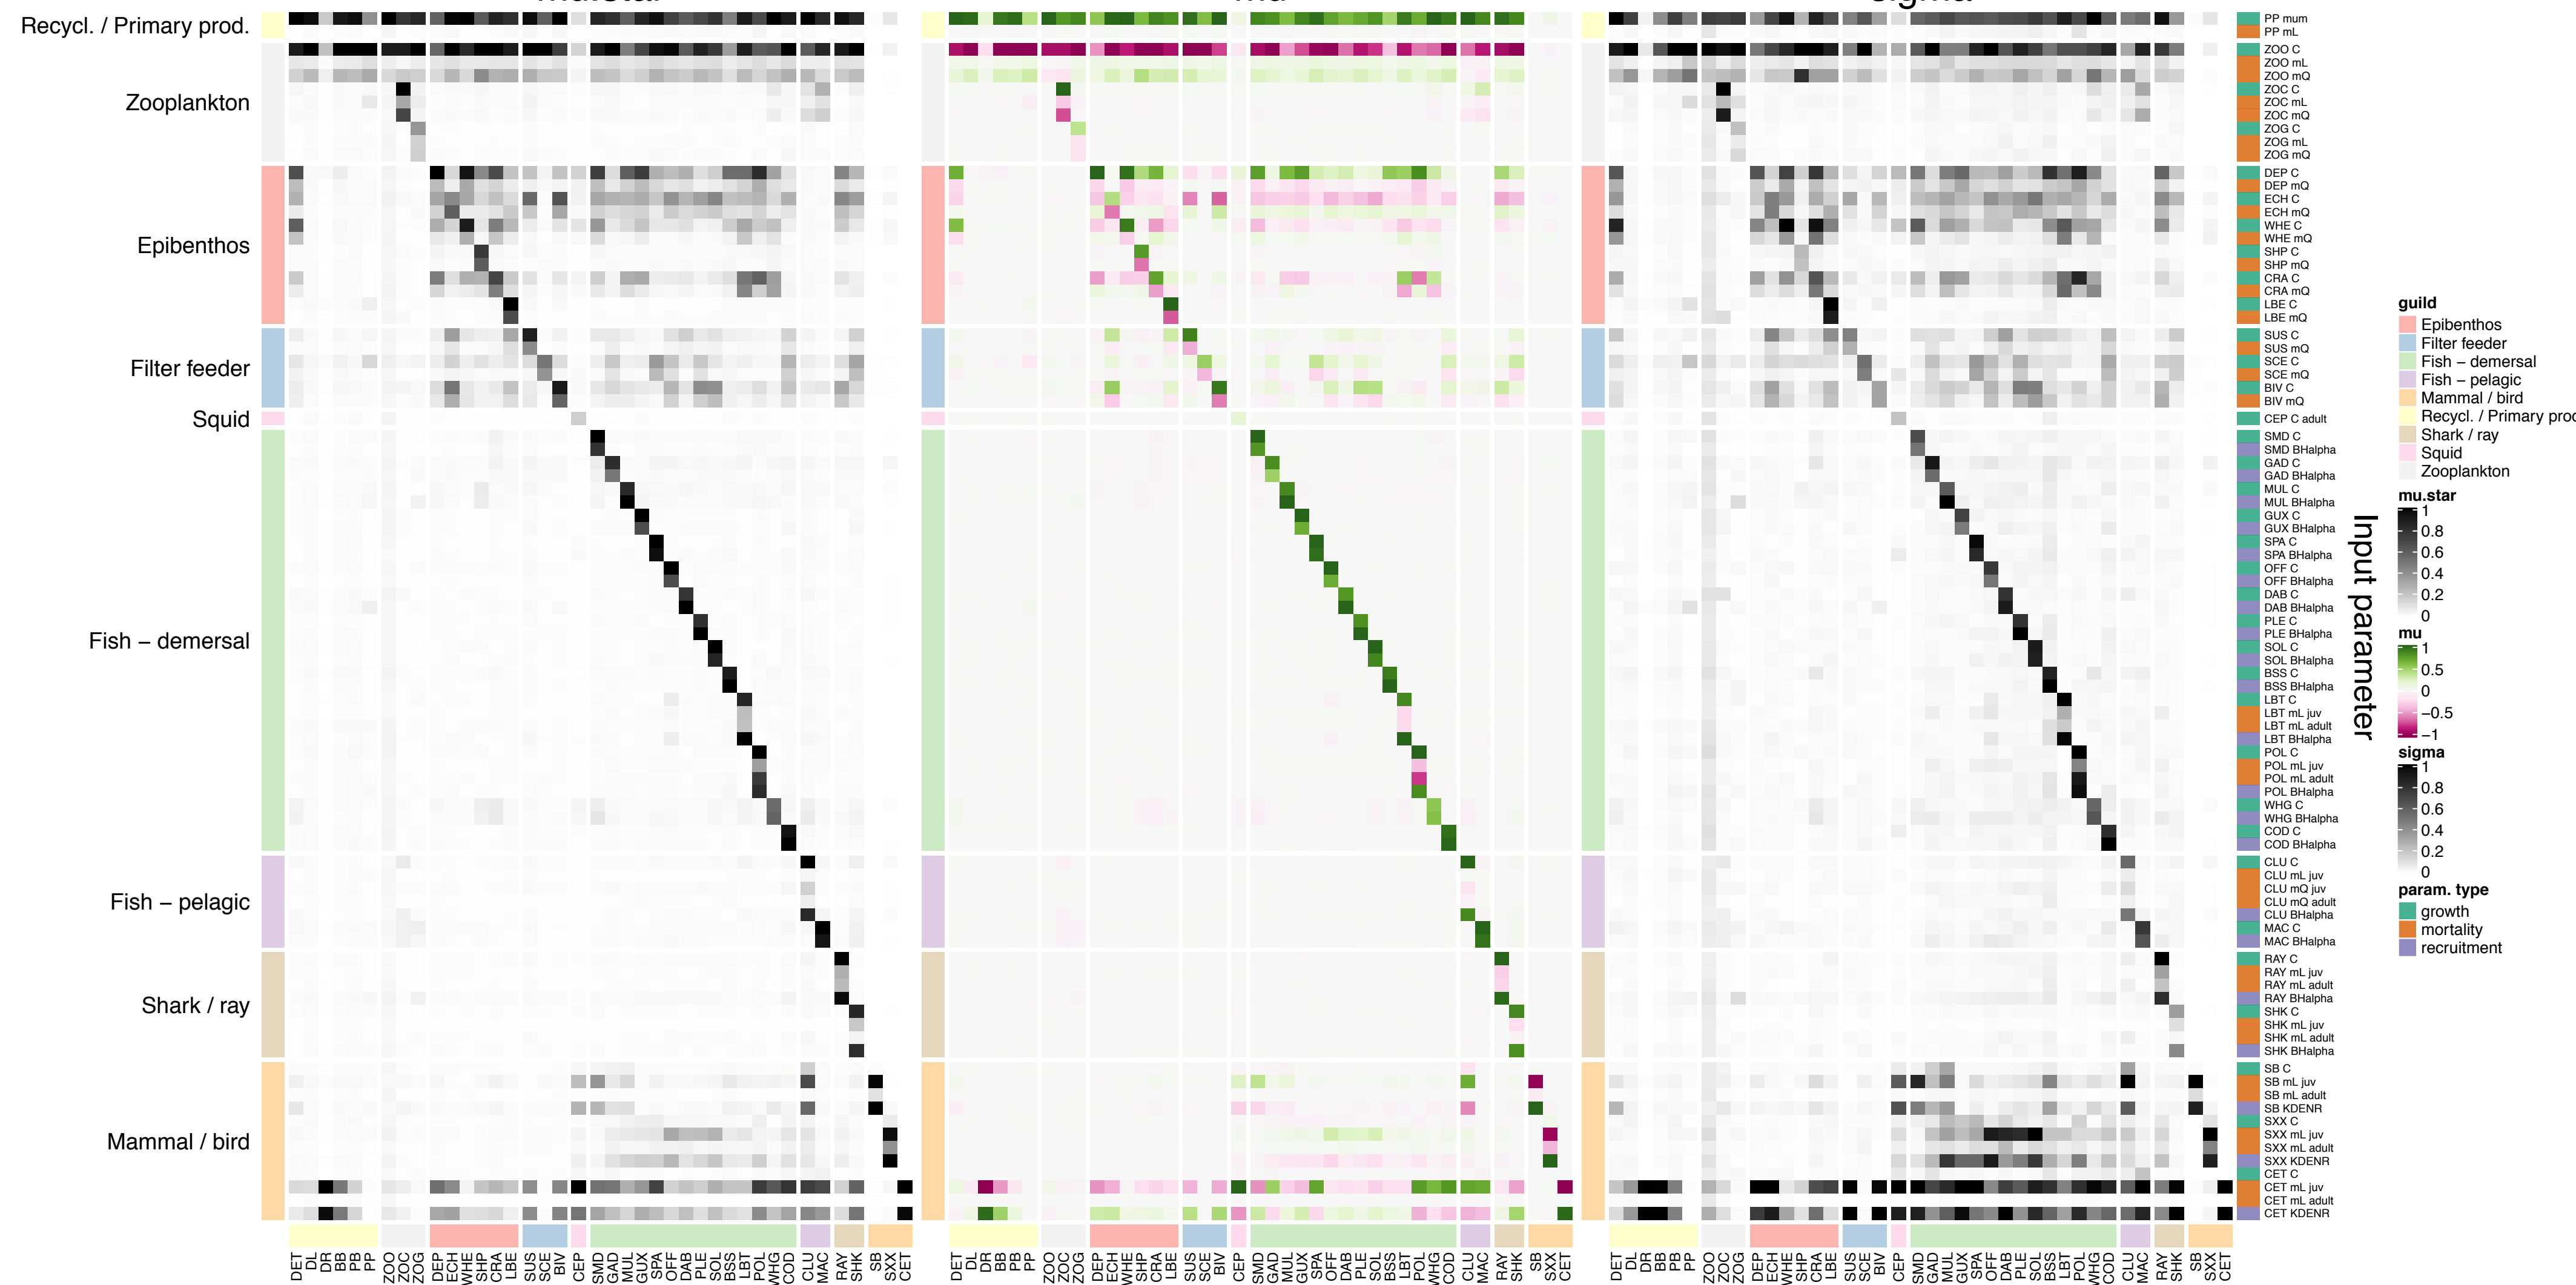 mu.star
mu
sigma
Recycl. / Primary prod.
Zooplankton
Epibenthos
Filter feeder
Squid
Fish – demersal
Fish – pelagic
Shark / ray
Mammal / bird
PP mum
PP mL
ZOO C
ZOO mL
ZOO mQ
ZOC C
ZOC mL
ZOC mQ
ZOG C
ZOG mL
ZOG mQ
DEP C
DEP mQ
ECH C
ECH mQ
WHE C
WHE mQ
SHP C
SHP mQ
CRA C
CRA mQ
LBE C
LBE mQ
SUS C
SUS mQ
SCE C
SCE mQ
BIV C
BIV mQ
CEP C adult
SMD C
SMD BHalpha
GAD C
GAD BHalpha
MUL C
MUL BHalpha
GUX C
GUX BHalpha
SPA C
SPA BHalpha
OFF C
OFF BHalpha
DAB C
DAB BHalpha
PLE C
PLE BHalpha
SOL C
SOL BHalpha
BSS C
BSS BHalpha
LBT C
LBT mL juv
LBT mL adult
LBT BHalpha
POL C
POL mL juv
POL mL adult
POL BHalpha
WHG C
WHG BHalpha
COD C
COD BHalpha
CLU C
CLU mL juv
CLU mQ juv
CLU mQ adult
CLU BHalpha
MAC C
MAC BHalpha
RAY C
RAY mL juv
RAY mL adult
RAY BHalpha
SHK C
SHK mL juv
SHK mL adult
SHK BHalpha
SB C
SB mL juv
SB mL adult
SB KDENR
SXX C
SXX mL juv
SXX mL adult
SXX KDENR
CET C
CET mL juv
CET mL adult
CET KDENR
Input parameter
guild
Epibenthos
Filter feeder
Fish – demersal
Fish – pelagic
Mammal / bird
Recycl. / Primary proc
Shark / ray
Squid
Zooplankton
mu.star
1
0.8
0.6
0.4
0.2
0
mu
1
0.5
0
−0.5
−1
sigma
1
0.8
0.6
0.4
0.2
0
param. type
growth
mortality
recruitment
DET DL DR BB PB PP ZOO ZOC ZOG DEP ECH WHE SHP CRA LBE SUS SCE BIV CEP SMD GAD MUL GUX SPA OFF DAB PLE SOL BSS LBT POL WHG COD CLU MAC RAY SHK SB SXX CET
DET DL DR BB PB PP ZOO ZOC ZOG DEP ECH WHE SHP CRA LBE SUS SCE BIV CEP SMD GAD MUL GUX SPA OFF DAB PLE SOL BSS LBT POL WHG COD CLU MAC RAY SHK SB SXX CET
DET DL DR BB PB PP ZOO ZOC ZOG DEP ECH WHE SHP CRA LBE SUS SCE BIV CEP SMD GAD MUL GUX SPA OFF DAB PLE SOL BSS LBT POL WHG COD CLU MAC RAY SHK SB SXX CET